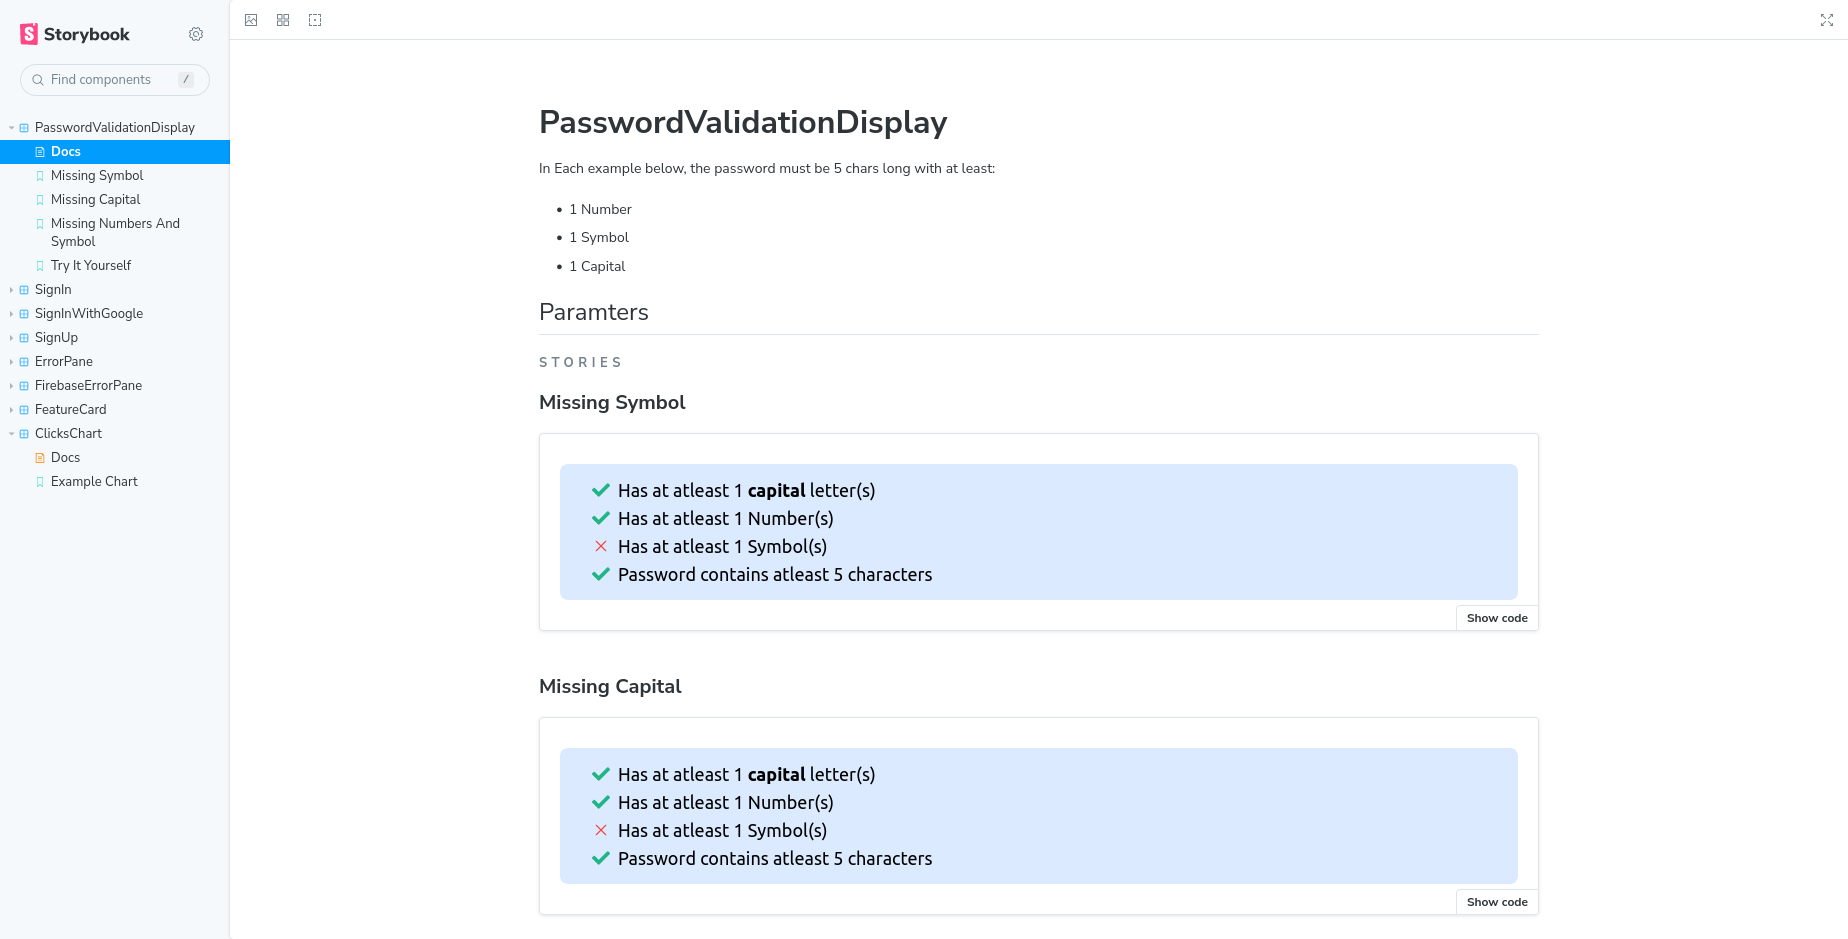 Storybook
Find components
/
PasswordValidationDisplay
Docs
Missing Symbol
Missing Capital
Missing Numbers And
Symbol
Try It Yourself
SignIn
SignInWithGoogle
SignUp
ErrorPane
FirebaseErrorPane
FeatureCard
ClicksChart
Docs
Example Chart
PasswordValidationDisplay
In Each example below, the password must be 5 chars long with at least:
• 1 Number
• 1 Symbol
• 1 Capital
Paramters
STORIES
Missing Symbol
Has at atleast 1 capital letter(s)
Has at atleast 1 Number(s)
Has at atleast 1 Symbol(s)
Password contains atleast 5 characters
Show code
Missing Capital
Has at atleast 1 capital letter(s)
Has at atleast 1 Number(s)
Has at atleast 1 Symbol(s)
Password contains atleast 5 characters
Show code